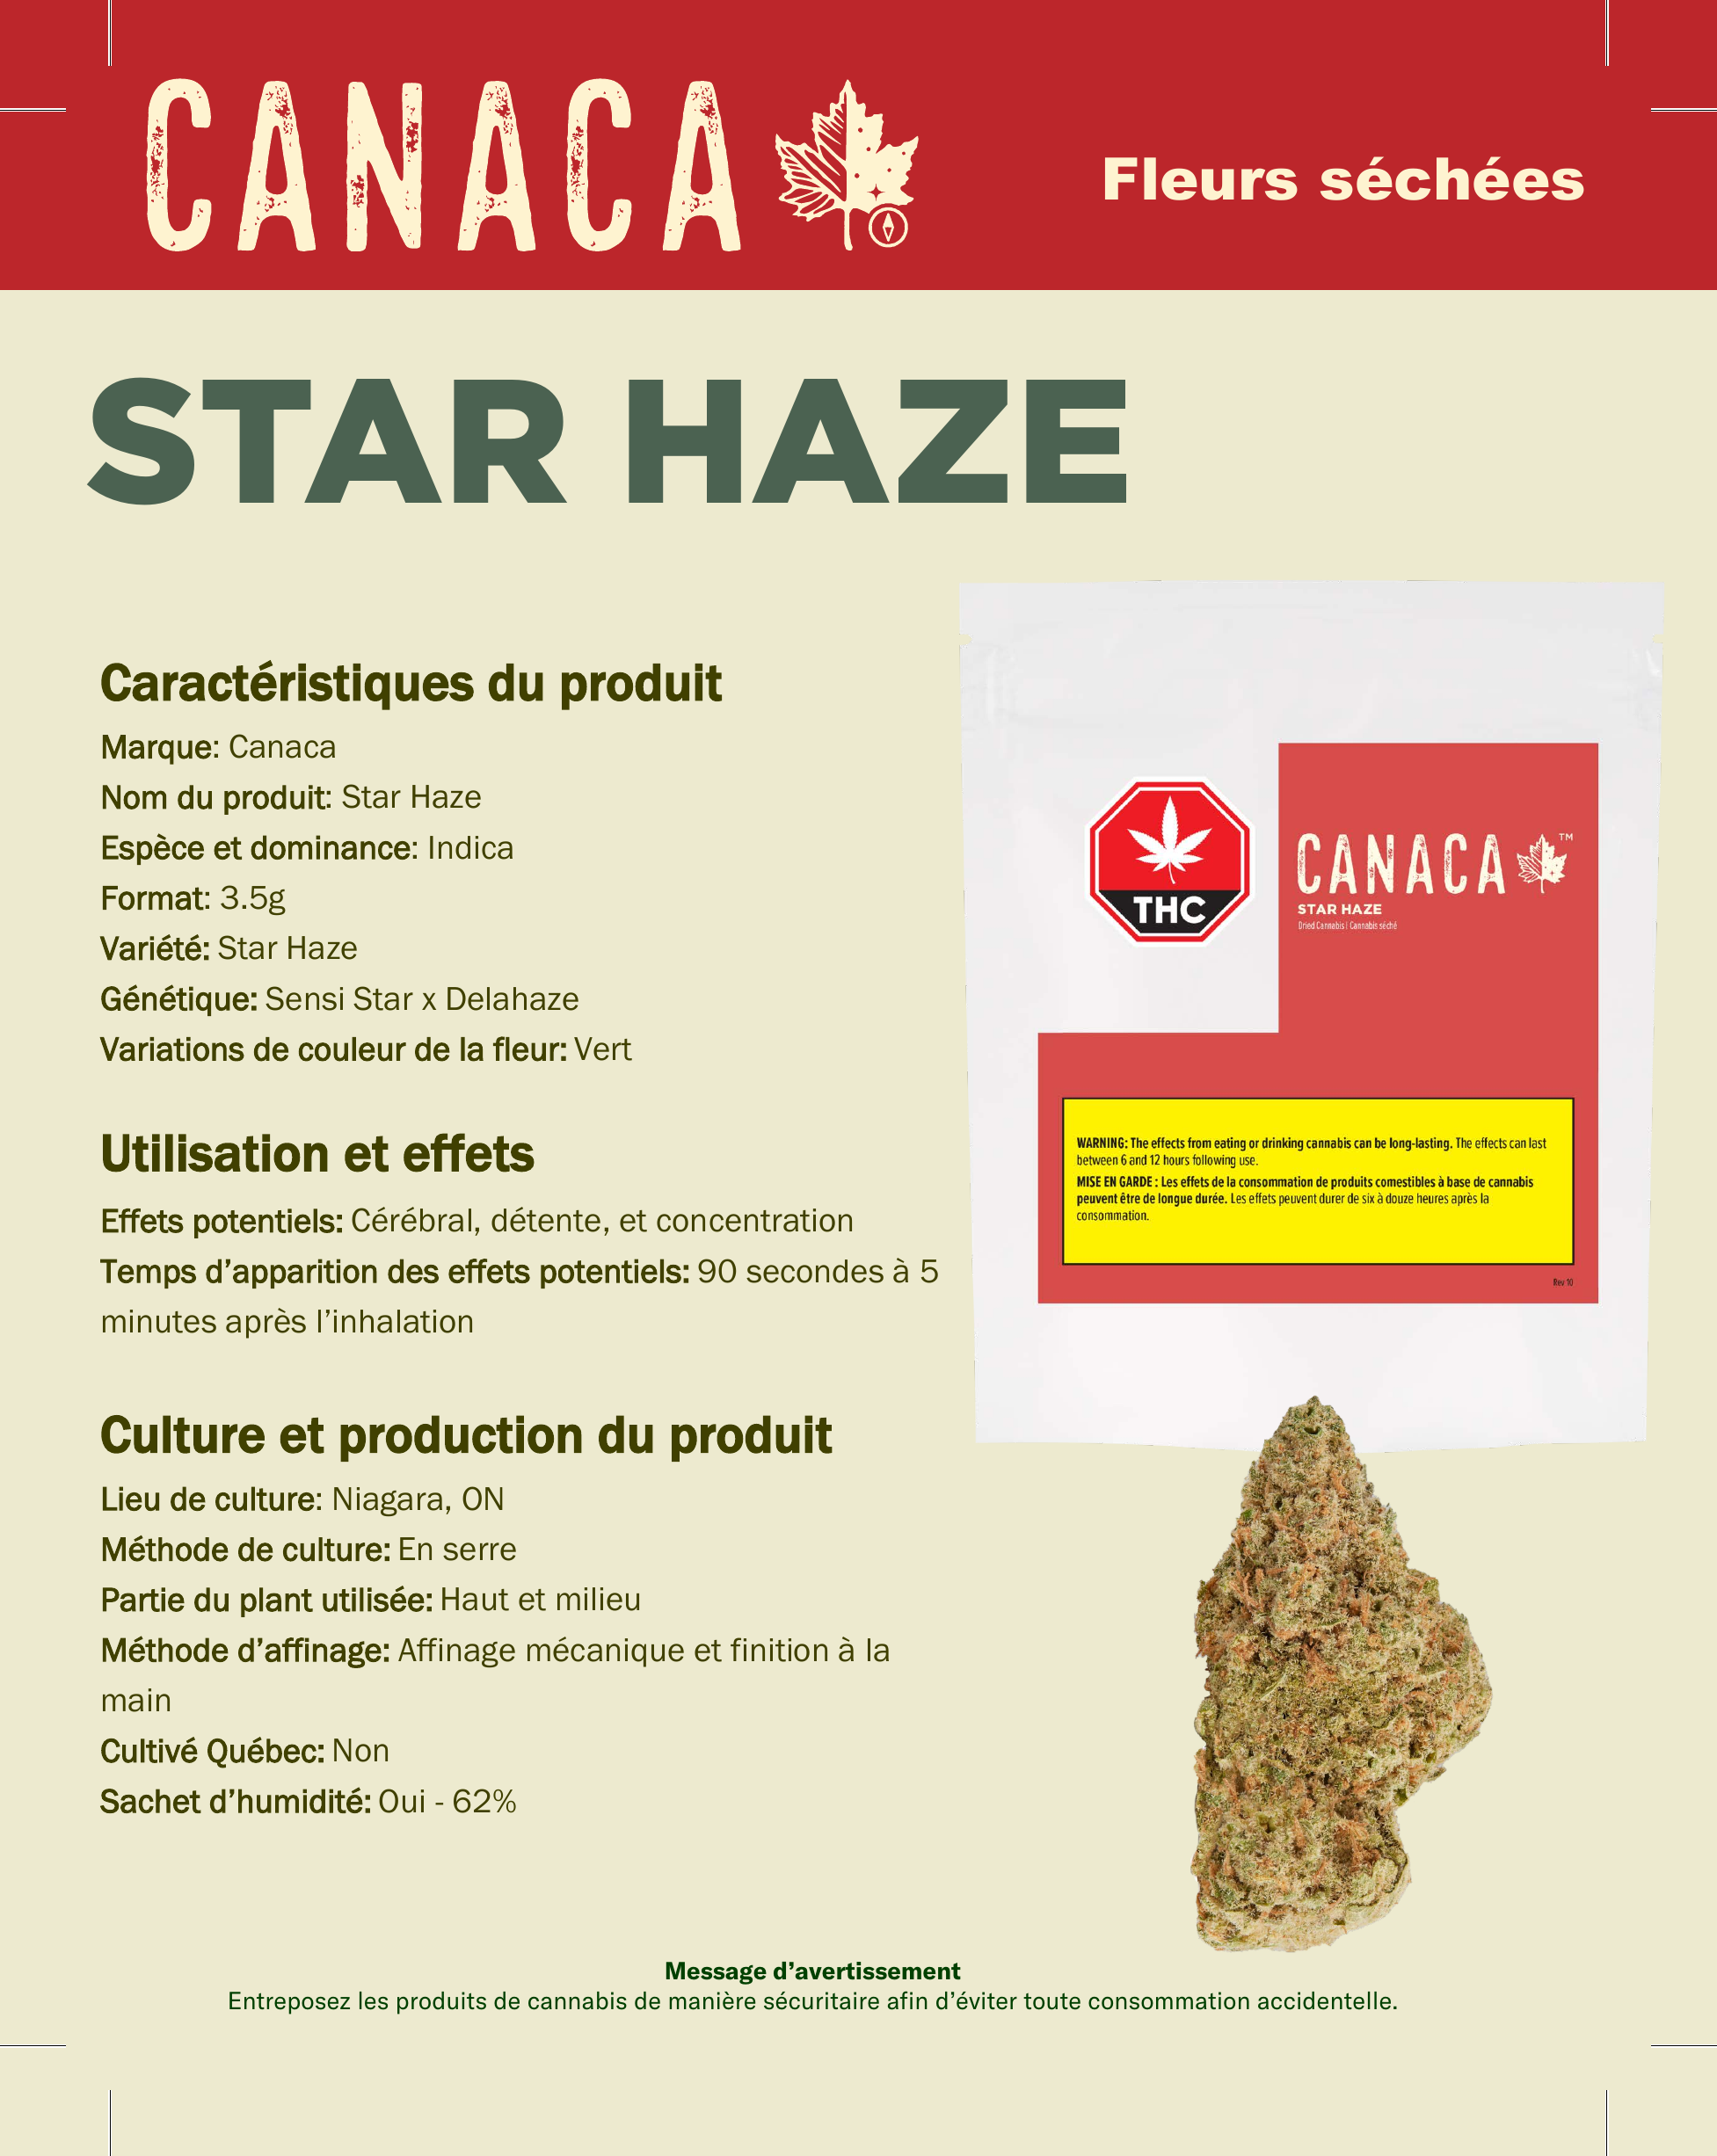 CANACA
Fleurs séchées
STAR HAZE
Caractéristiques du produit
Marque: Canaca
Nom du produit: Star Haze
Espèce et dominance: Indica
Format: 3.5g
Variété: Star Haze
Génétique: Sensi Star x Delahaze
Variations de couleur de la fleur: Vert
Utilisation et effets
Effets potentiels: Cérébral, détente, et concentration
Temps d’apparition des effets potentiels: 90 secondes à 5
minutes après l’inhalation
Culture et production du produit
Lieu de culture: Niagara, ON
Méthode de culture: En serre
Partie du plant utilisée: Haut et milieu
Méthode d’affinage: Affinage mécanique et finition à la
main
Cultivé Québec: Non
Sachet d’humidité: Oui - 62%
THC
CANACA TM
STAR HAZE
Dried Cannabis | Cannabis séché
WARNING: The effects from eating or drinking cannabis can be long-lasting. The effects can last
between 6 and 12 hours following use.
MISE EN GARDE : Les effets de la consommation de produits comestibles à base de cannabis
peuvent être de longue durée. Les effets peuvent durer de six à douze heures après la
consommation.
Rev 10
Message d’avertissement
Entreposez les produits de cannabis de manière sécuritaire afin d’éviter toute consommation accidentelle.